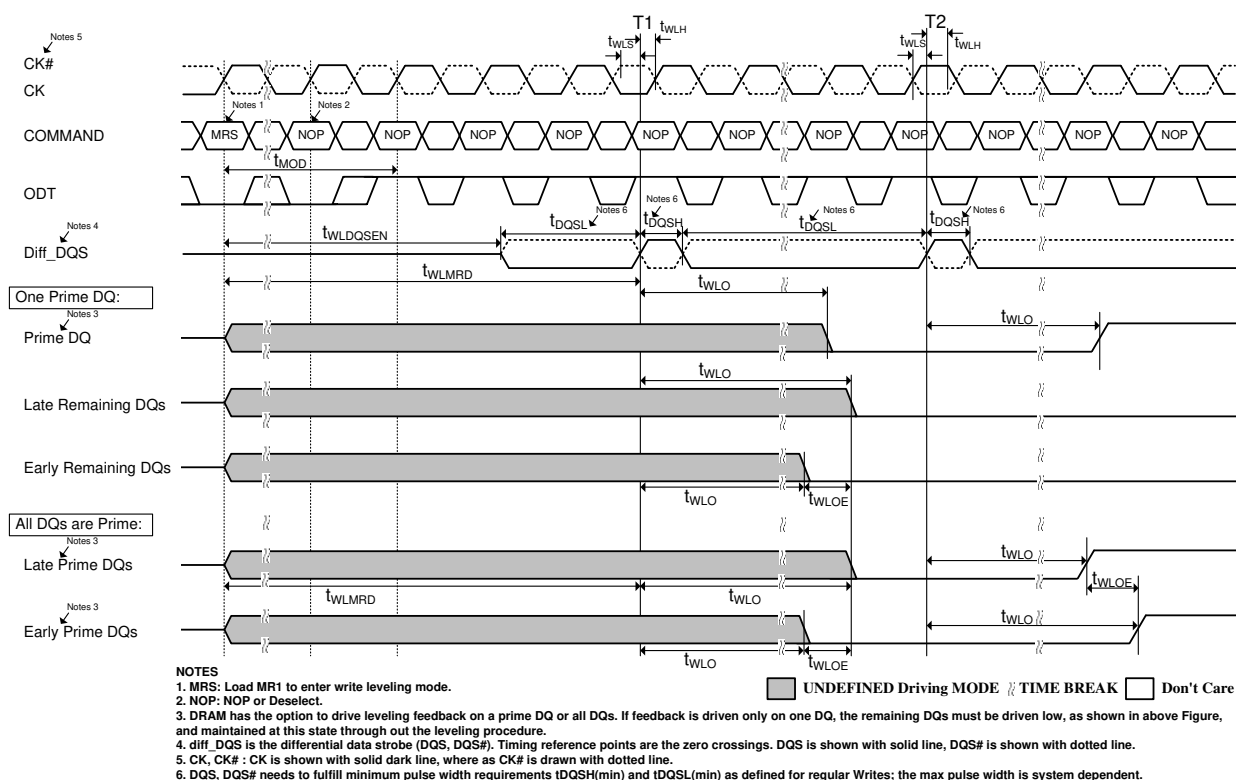 T1 T2
tWLS tWLH tWLS tWLH
Notes 5
CK#
CK
Notes 1 Notes 2
COMMAND MRS NOP NOP NOP NOP NOP NOP NOP NOP NOP NOP NOP
tMOD
ODT
Notes 4 tDQSL Notes 6 tDQSH Notes 6 tDQSL Notes 6 tDQSH Notes 6
Diff_DQS tWLDQSEN
tWLMRD
One Prime DQ: tWLO
Notes 3
Prime DQ tWLO
tWLO
Late Remaining DQs
Early Remaining DQs
tWLO tWLOE
All DQs are Prime:
Notes 3
Late Prime DQs tWLO
tWLMRD tWLO tWLOE
Notes 3
Early Prime DQs tWLO
tWLO tWLOE
NOTES
1. MRS: Load MR1 to enter write leveling mode.
2. NOP: NOP or Deselect.
UNDEFINED Driving MODE TIME BREAK Don't Care
3. DRAM has the option to drive leveling feedback on a prime DQ or all DQs. If feedback is driven only on one DQ, the remaining DQs must be driven low, as shown in above Figure,
and maintained at this state through out the leveling procedure.
4. diff_DQS is the differential data strobe (DQS, DQS#). Timing reference points are the zero crossings. DQS is shown with solid line, DQS# is shown with dotted line.
5. CK, CK# : CK is shown with solid dark line, where as CK# is drawn with dotted line.
6. DQS, DQS# needs to fulfill minimum pulse width requirements tDQSH(min) and tDQSL(min) as defined for regular Writes; the max pulse width is system dependent.